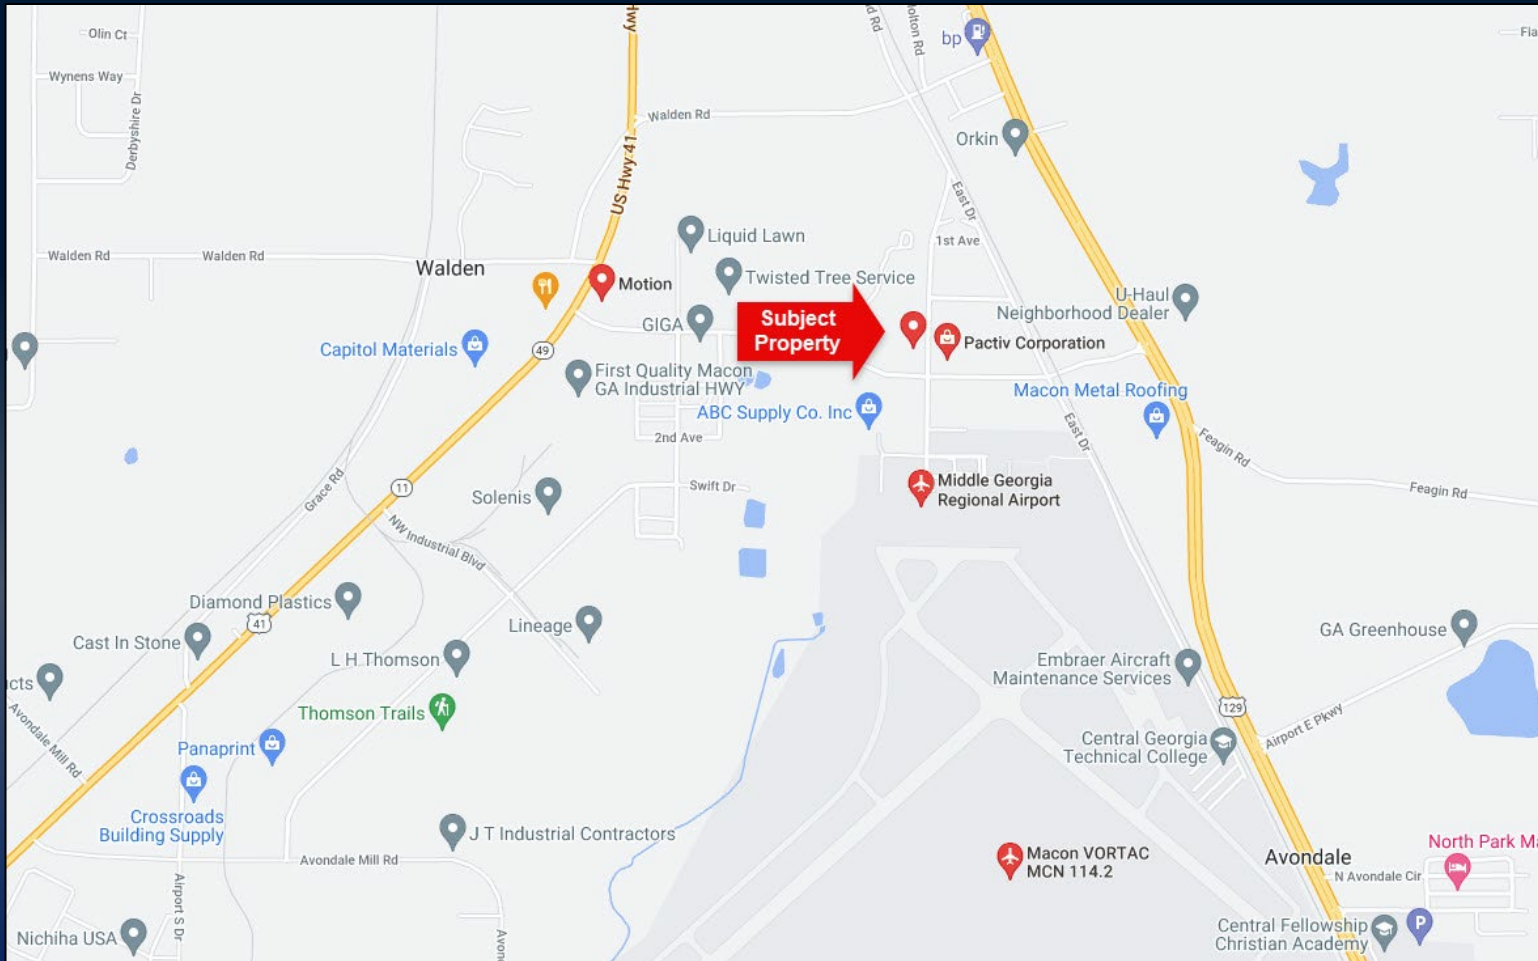 Olin Ct
Wynens Way
Derbyshire Dr
Hwy
US Hwy 41
d Rd
olton Rd
bp
Fla
Walden Rd
Orkin
East Dr
1st Ave
Liquid Lawn
Walden Rd
Walden Rd
Walden
Motion
Twisted Tree Service
U-Haul
Neighborhood Dealer
Subject
Property
GIGA
Pactiv Corporation
Capitol Materials
49
First Quality Macon
GA Industrial HWY
Macon Metal Roofing
ABC Supply Co. Inc
2nd Ave
East Dr
Feagin Rd
Feagin Rd
Grace Rd
11
Solenis
Swift Dr
Middle Georgia
Regional Airport
NW Industrial Blvd
Diamond Plastics
41
Cast In Stone
Lineage
GA Greenhouse
L H Thomson
Embraer Aircraft
Maintenance Services
cts
Avondale Mill Rd
Thomson Trails
129
Airport E Pkwy
Panaprint
Central Georgia
Technical College
Crossroads
Building Supply
J T Industrial Contractors
Avondale Mill Rd
Macon VORTAC
MCN 114.2
Avondale
North Park Ma
N Avondale Cir
Airport S Dr
Nichiha USA
Avon
Central Fellowship
Christian Academy
P